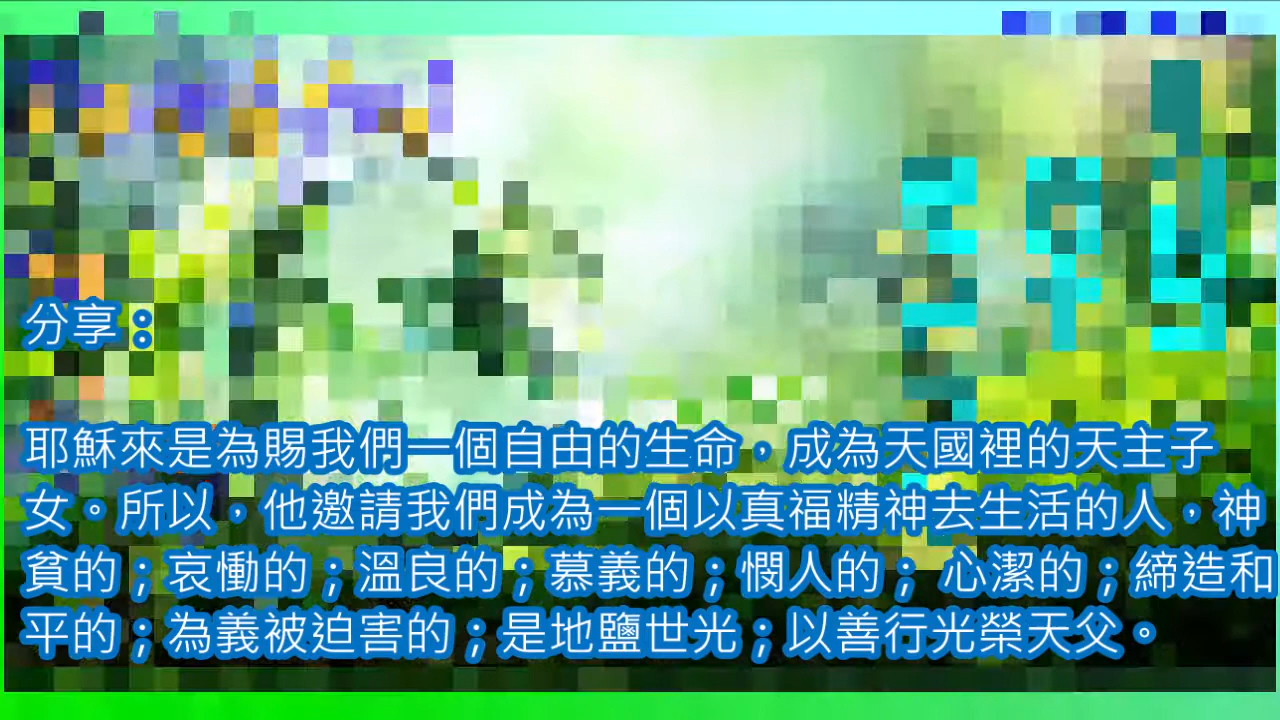 分享：
耶穌來是為賜我們一個自由的生命，成為天國裡的天主子
女。所以，他邀請我們成為一個以真福精神去生活的人，神
貧的；哀慟的；溫良的；慕義的；憫人的； 心潔的；締造和
平的；為義被迫害的；是地鹽世光；以善行光榮天父。